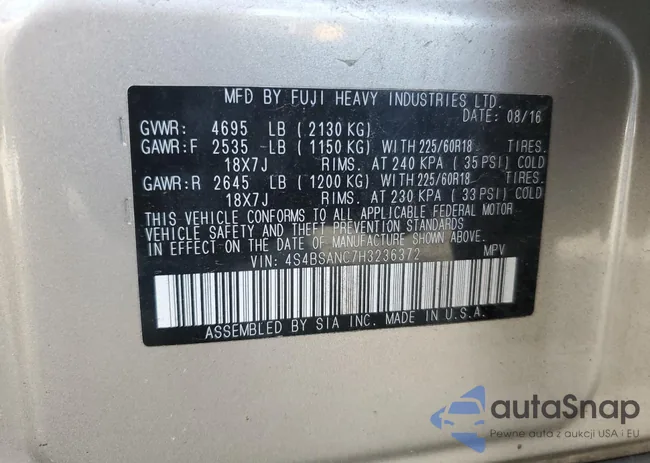 MFD BY FUJI HEAVY INDUSTRIES LTD.
DATE: 08/16
GVWR: 4695 LB (2130 KG)
GAWR:F 2535 LB (1150 KG) WITH 225/60R18 TIRES.
18X7J RIMS. AT 240 KPA (35 PSI) COLD
GAWR:R 2645 LB (1200 KG) WITH 225/60R18 TIRES.
18X7J RIMS. AT 230 KPA (33 PSI) COLD
THIS VEHICLE CONFORMS TO ALL APPLICABLE FEDERAL MOTOR
VEHICLE SAFETY, BUMPER, AND THEFT PREVENTION
STANDARDS IN EFFECT ON THE DATE OF
MANUFACTURE SHOWN ABOVE.
VIN: 4S4BSANC7H3236372 MPV
ASSEMBLED BY SIA INC. MADE IN U.S.A.
autaSnap
Pewne auta z aukcji USA i EU